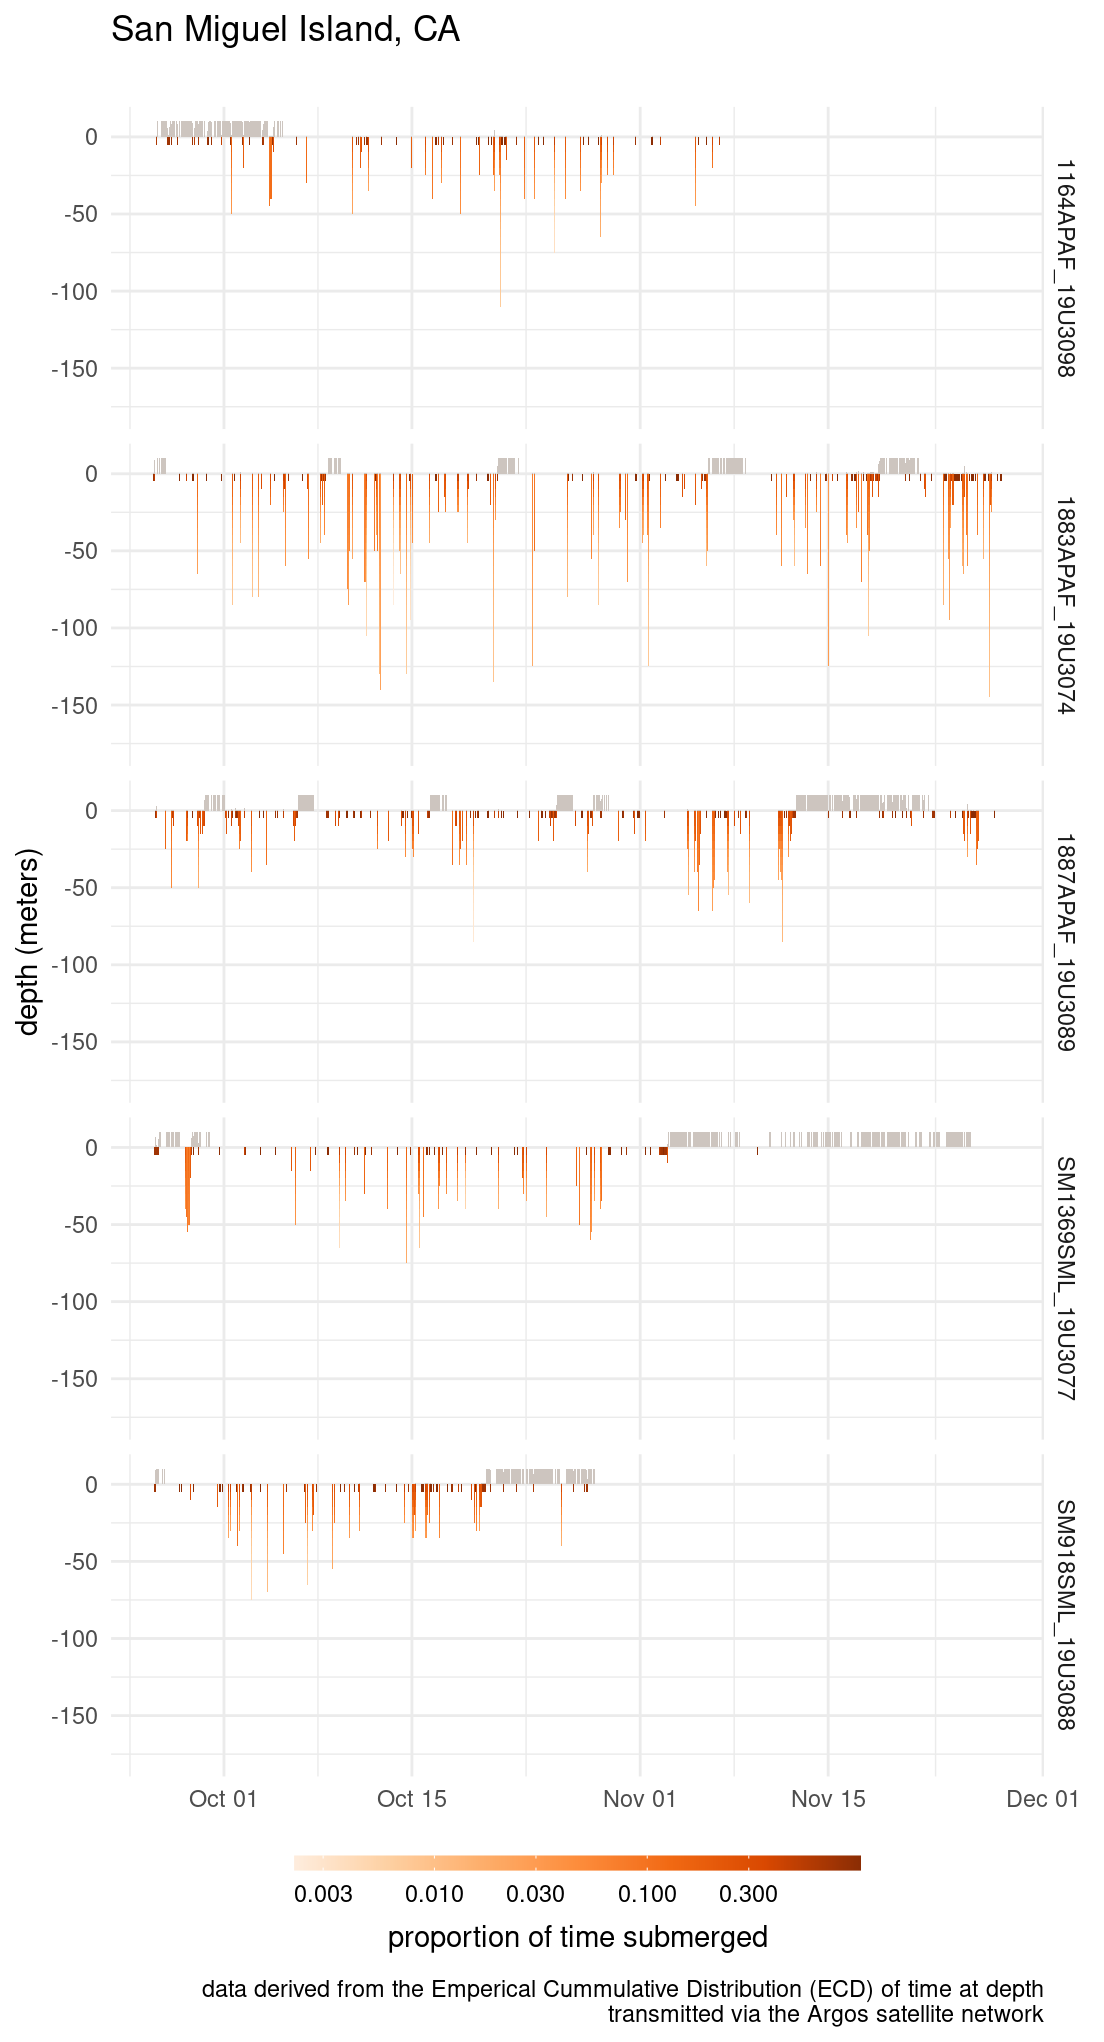 San Miguel Island, CA
0
-50
-100
-150
1164APAF_19U3098
0
-50
-100
-150
1883APAF_19U3074
0
-50
-100
-150
1887APAF_19U3089
depth (meters)
0
-50
-100
-150
SM1369SML_19U3077
0
-50
-100
-150
SM918SML_19U3088
Oct 01 Oct 15 Nov 01 Nov 15 Dec 01
0.003 0.010 0.030 0.100 0.300
proportion of time submerged
data derived from the Emperical Cummulative Distribution (ECD) of time at depth
transmitted via the Argos satellite network